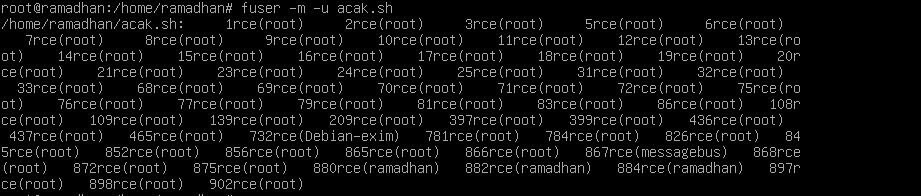 root@ramadhan:/home/ramadhan# fuser -m -u acak.sh
/home/ramadhan/acak.sh:     1rce(root)     2rce(root)     3rce(root)     5rce(root)     6rce(root)
   7rce(root)     8rce(root)     9rce(root)    10rce(root)    11rce(root)    12rce(root)    13rce(ro
ot)    14rce(root)    15rce(root)    16rce(root)    17rce(root)    18rce(root)    19rce(root)    20r
ce(root)    21rce(root)    23rce(root)    24rce(root)    25rce(root)    31rce(root)    32rce(root)
  33rce(root)    68rce(root)    69rce(root)    70rce(root)    71rce(root)    72rce(root)    75rce(ro
ot)    76rce(root)    77rce(root)    79rce(root)    81rce(root)    83rce(root)    86rce(root)   108r
ce(root)   109rce(root)   139rce(root)   209rce(root)   397rce(root)   399rce(root)   436rce(root)
 437rce(root)   465rce(root)   732rce(Debian-exim)   781rce(root)   784rce(root)   826rce(root)   84
5rce(root)   852rce(root)   856rce(root)   865rce(root)   866rce(root)   867rce(messagebus)   868rce
(root)   872rce(root)   875rce(root)   880rce(ramadhan)   882rce(ramadhan)   884rce(ramadhan)   897r
ce(root)   898rce(root)   902rce(root)